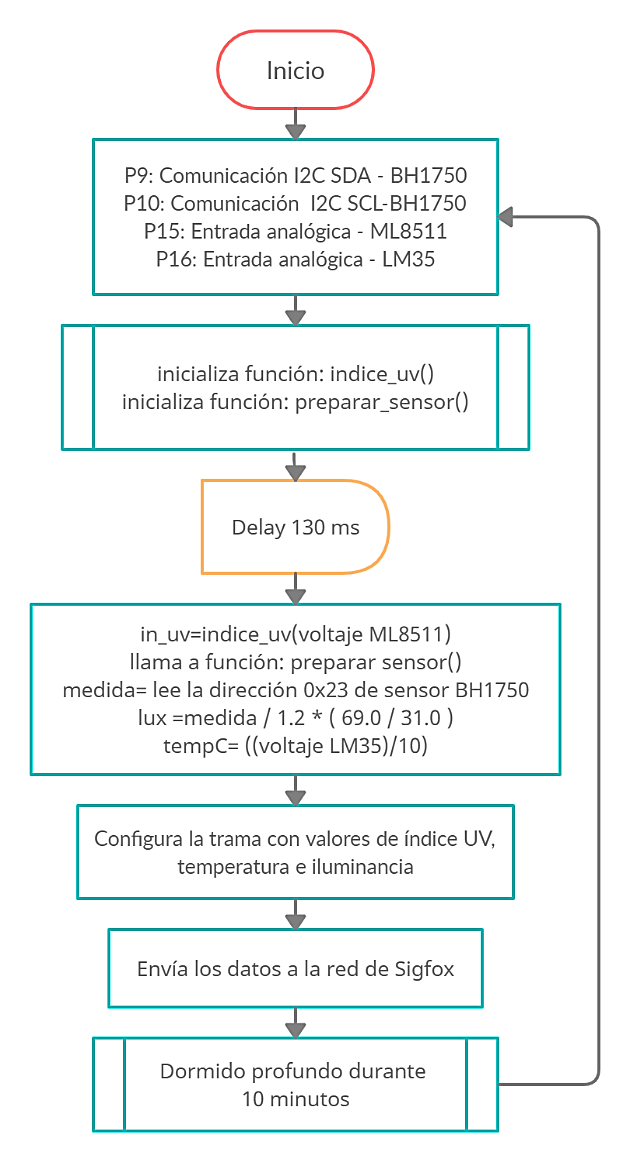 Inicio
P9: Comunicación I2C SDA - BH1750
P10: Comunicación I2C SCL-BH1750
P15: Entrada analógica - ML8511
P16: Entrada analógica - LM35
inicializa función: indice_uv()
inicializa función: preparar_sensor()
Delay 130 ms
in_uv=indice_uv(voltaje ML8511)
llama a función: preparar sensor()
medida= lee la dirección 0x23 de sensor BH1750
lux =medida / 1.2 * ( 69.0 / 31.0 )
tempC= ((voltaje LM35)/10)
Configura la trama con valores de índice UV,
temperatura e iluminancia
Envía los datos a la red de Sigfox
Dormido profundo durante
10 minutos